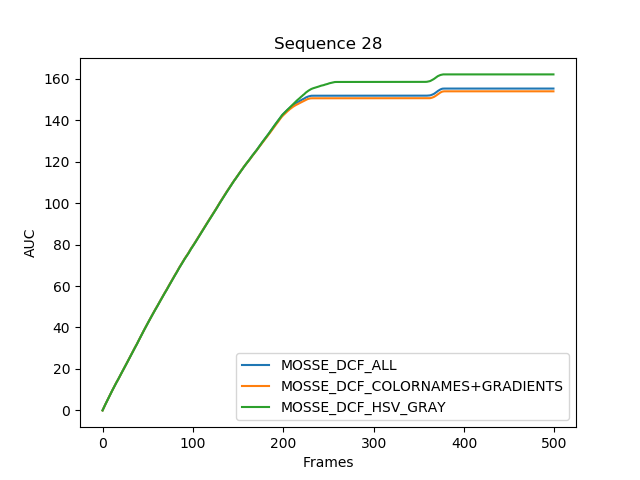 Sequence 28
160
140
120
100
80
60
40
20
0
AUC
MOSSE_DCF_ALL
MOSSE_DCF_COLORNAMES+GRADIENTS
MOSSE_DCF_HSV_GRAY
0 100 200 300 400 500
Frames